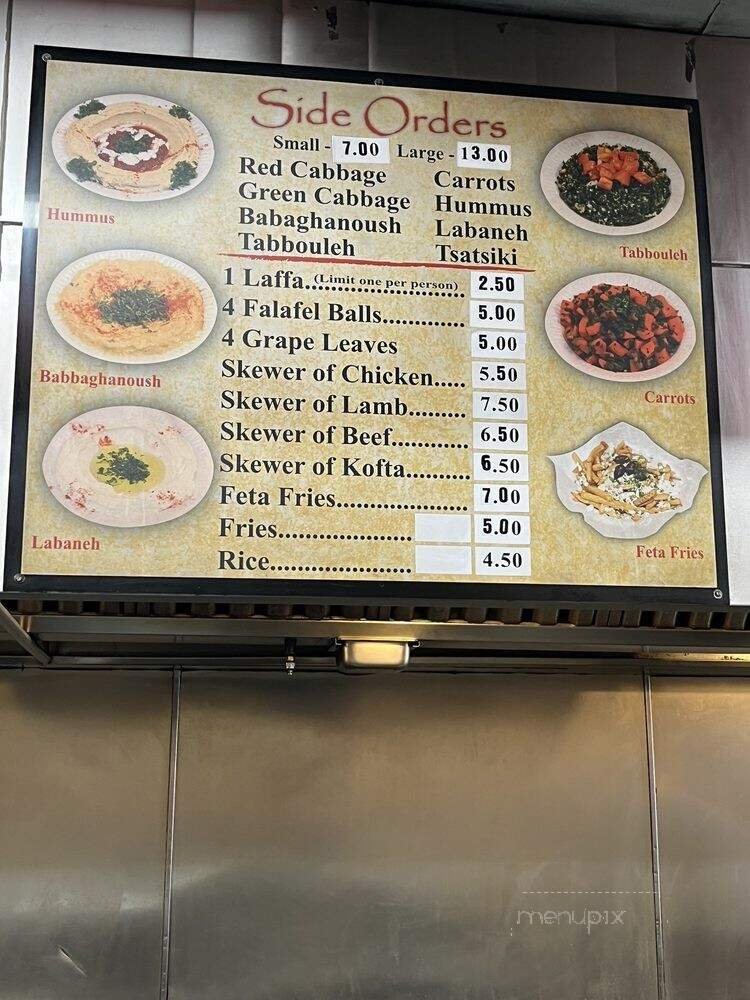 Side Orders
Small - 7.00 Large - 13.00
Red Cabbage Carrots
Green Cabbage Hummus
Babaghanoush Labaneh
Tabbouleh Tsatsiki
1 Laffa..(Limit one per person) 2.50
4 Falafel Balls............. 5.00
4 Grape Leaves 5.00
Skewer of Chicken..... 5.50
Skewer of Lamb......... 7.50
Skewer of Beef............ 6.50
Skewer of Kofta.......... 6.50
Feta Fries.................... 7.00
Fries..................... 5.00
Rice...................... 4.50
Hummus
Babbaghanoush
Labaneh
Tabbouleh
Carrots
Feta Fries
menupix